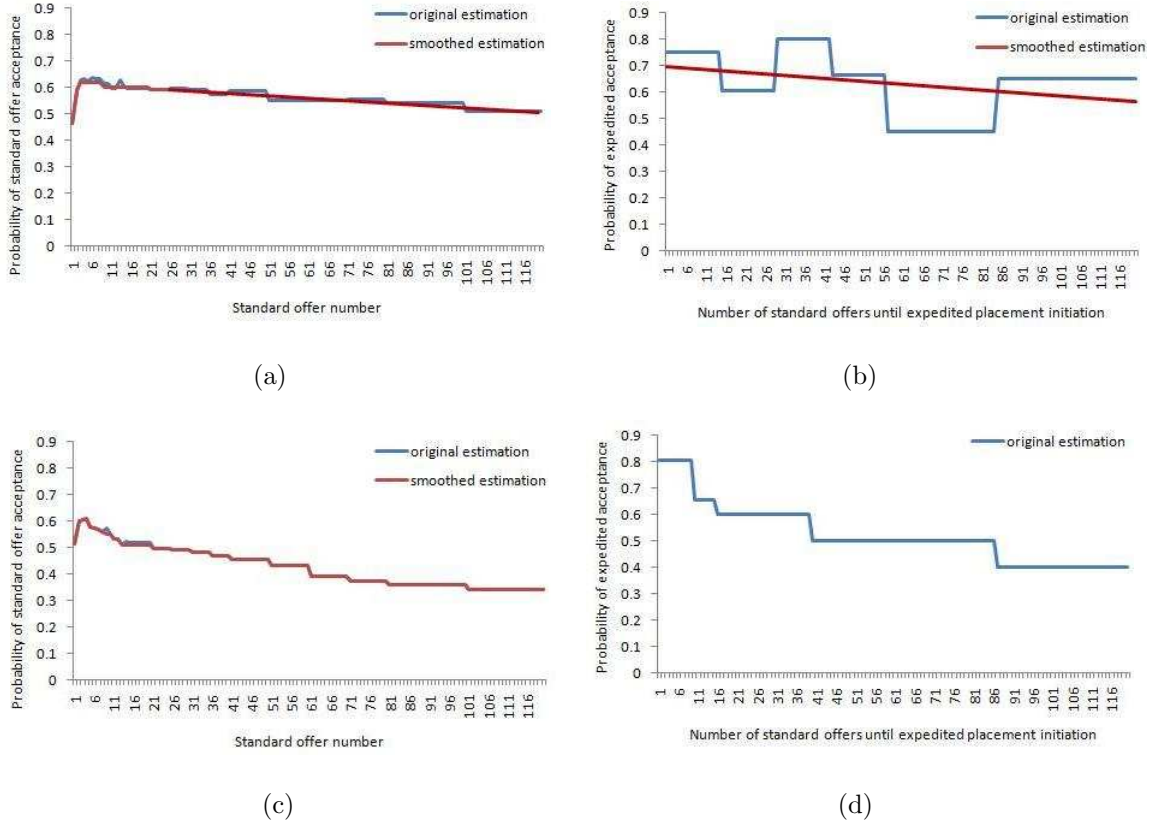 0.9
0.8
0.7
0.6
0.5
0.4
0.3
0.2
0.1
0
Probability of standard offer acceptance
original estimation
smoothed estimation
1 6 11 16 21 26 31 36 41 46 51 56 61 66 71 76 81 86 91 96 101 106 111 116
Standard offer number
(a)
0.9
0.8
0.7
0.6
0.5
0.4
0.3
0.2
0.1
0
Probability of expedited acceptance
original estimation
smoothed estimation
1 6 11 16 21 26 31 36 41 46 51 56 61 66 71 76 81 86 91 96 101 106 111 116
Number of standard offers until expedited placement initiation
(b)
0.9
0.8
0.7
0.6
0.5
0.4
0.3
0.2
0.1
0
Probability of standard offer acceptance
original estimation
smoothed estimation
1 6 11 16 21 26 31 36 41 46 51 56 61 66 71 76 81 86 91 96 101 106 111 116
Standard offer number
(c)
0.9
0.8
0.7
0.6
0.5
0.4
0.3
0.2
0.1
0
Probability of expedited acceptance
original estimation
1 6 11 16 21 26 31 36 41 46 51 56 61 66 71 76 81 86 91 96 101 106 111 116
Number of standard offers until expedited placement initiation
(d)